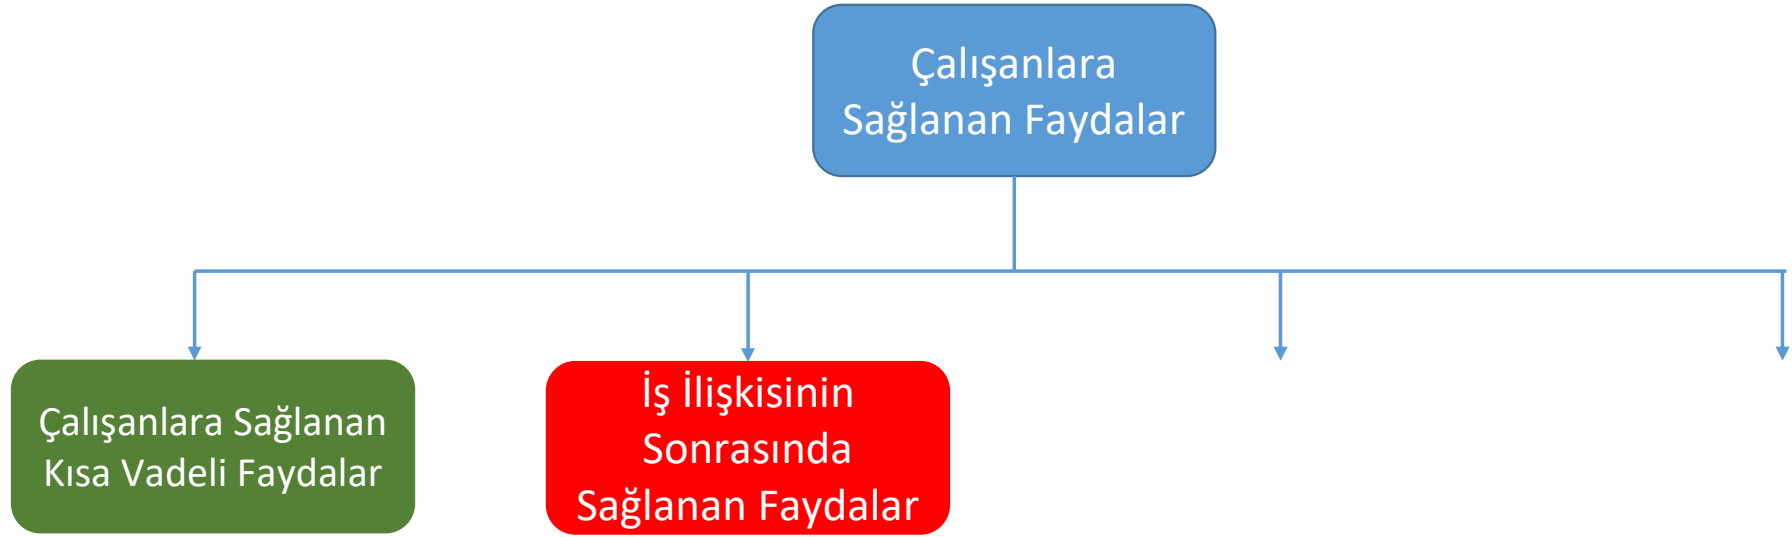 Çalışanlara
Sağlanan Faydalar
Çalışanlara Sağlanan
Kısa Vadeli Faydalar
İş İlişkisinin
Sonrasında
Sağlanan Faydalar